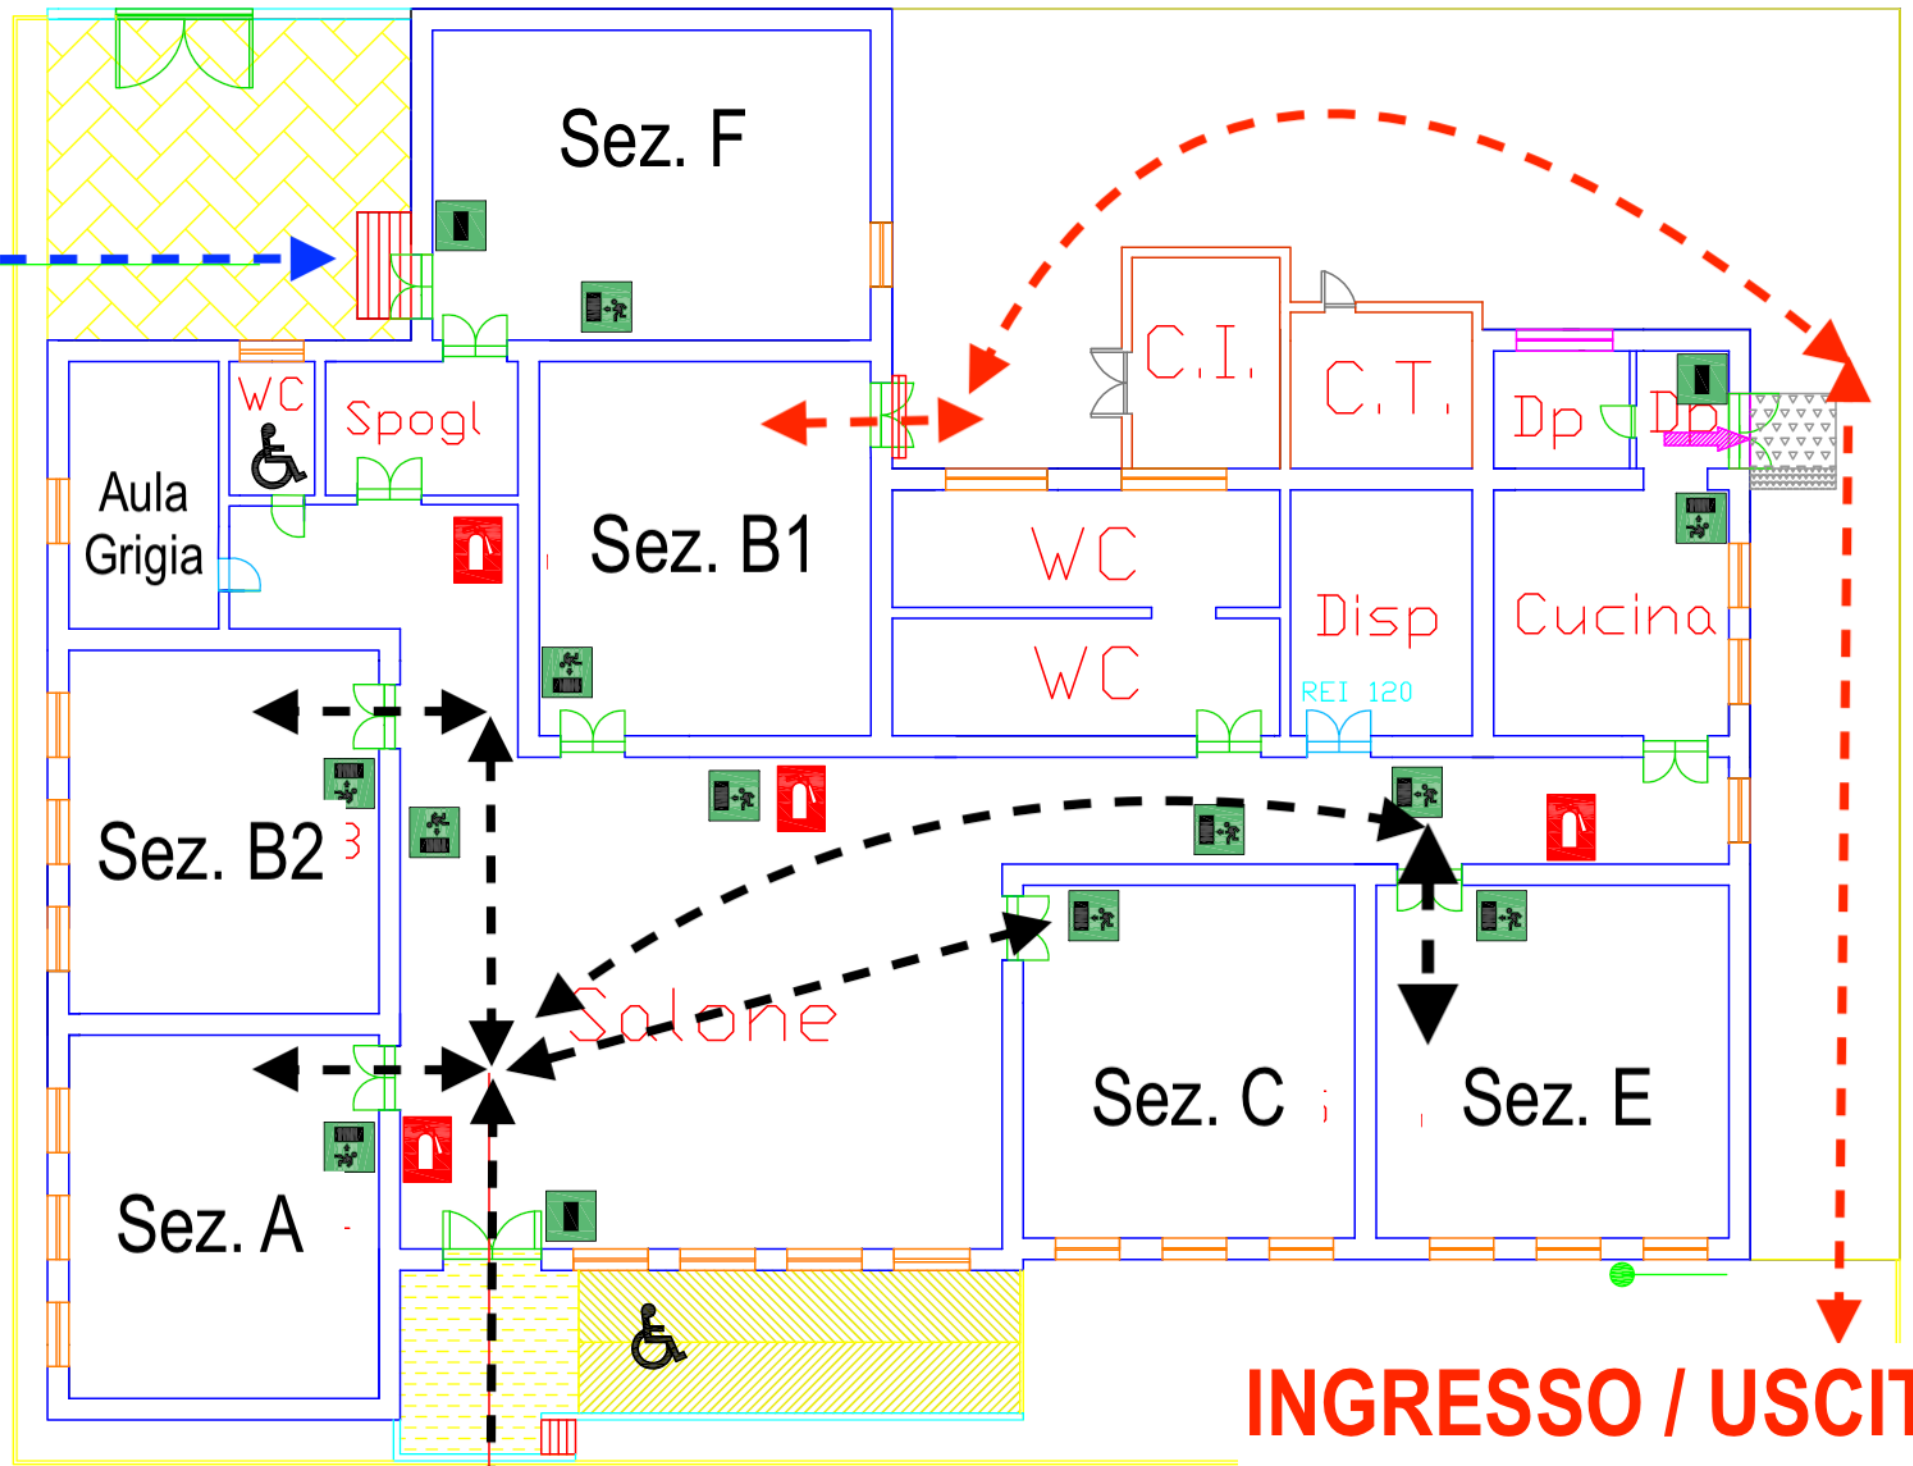 Sez. F
C.I.
C.T.
WC
Spogl
Dp
Dp
Aula
Grigia
Sez. B1
WC
Disp
Cucina
WC
REI 120
Sez. B2
3
Salone
Sez. C
Sez. E
Sez. A
INGRESSO / USCIT